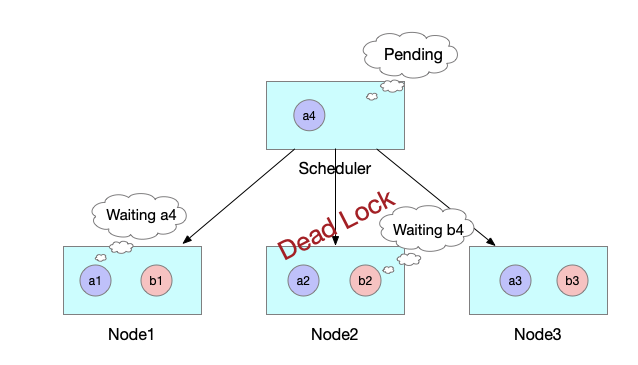 Pending
a4
Scheduler
Waiting a4
Dead Lock
Waiting b4
a1
b1
a2
b2
a3
b3
Node1
Node2
Node3